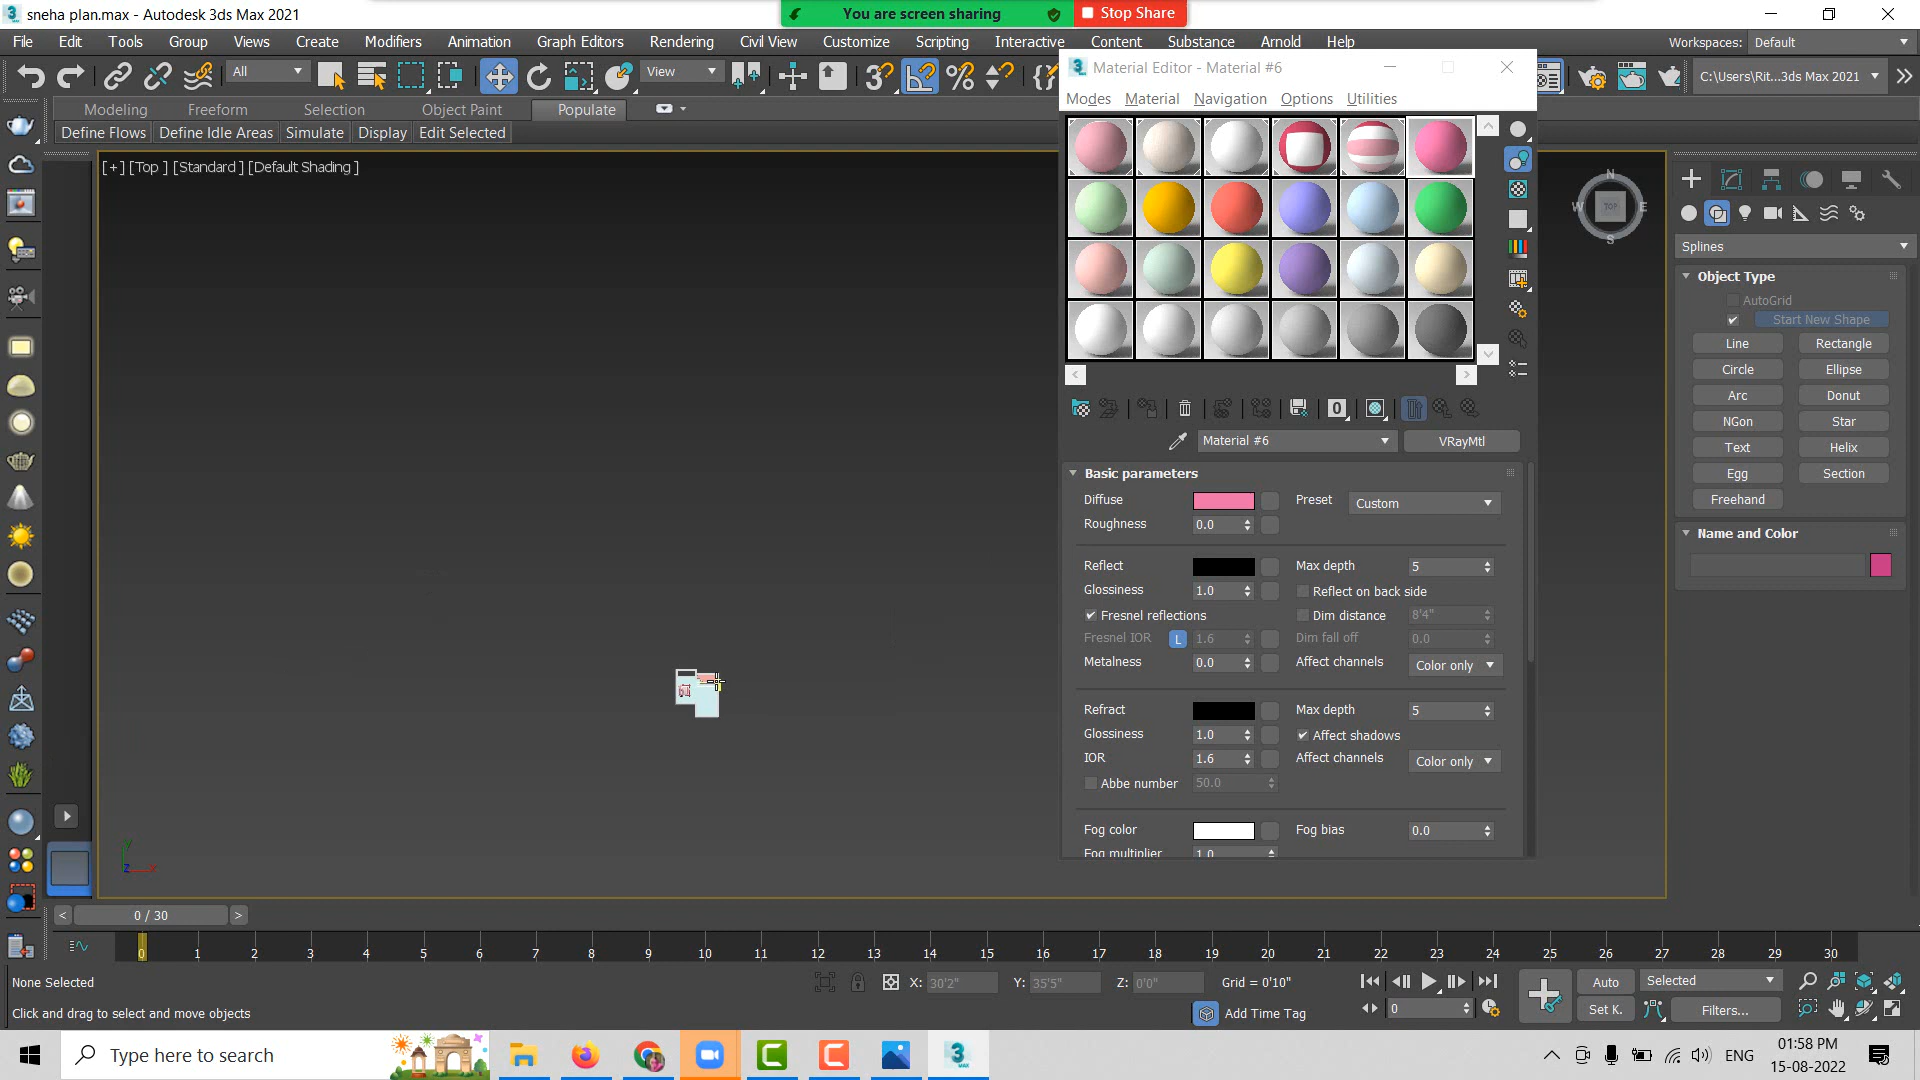 sneha plan.max - Autodesk 3ds Max 2021
You are screen sharing
Stop Share
File Edit Tools Group Views Create Modifiers Animation Graph Editors Rendering Civil View Customize Scripting Interactive Content Substance Arnold Help
Workspaces: Default
All
View
C:\Users\Rit...3ds Max 2021
Modeling Freeform Selection Object Paint Populate
Define Flows Define Idle Areas Simulate Display Edit Selected
[+] [Top ] [Standard ] [Default Shading ]
Material Editor - Material #6
Modes Material Navigation Options Utilities
Material #6 VRayMtl
Basic parameters
Diffuse Preset Custom
Roughness 0.0
Reflect Max depth 5
Glossiness 1.0 Reflect on back side
Fresnel reflections Dim distance 8'4"
Fresnel IOR L 1.6 Dim fall off 0.0
Metalness 0.0 Affect channels Color only
Refract Max depth 5
Glossiness 1.0 Affect shadows
IOR 1.6 Affect channels Color only
Abbe number 50.0
Fog color Fog bias 0.0
Fog multiplier 1.0
N
W TOP E
S
Splines
Object Type
AutoGrid
Start New Shape
Line Rectangle
Circle Ellipse
Arc Donut
NGon Star
Text Helix
Egg Section
Freehand
Name and Color
y
z x
< 0 / 30 >
0 1 2 3 4 5 6 7 8 9 10 11 12 13 14 15 16 17 18 19 20 21 22 23 24 25 26 27 28 29 30
None Selected X: 30'2" Y: 35'5" Z: 0'0" Grid = 0'10" Auto Selected
Click and drag to select and move objects Add Time Tag 0 Set K. Filters...
Type here to search
ENG
01:58 PM
15-08-2022